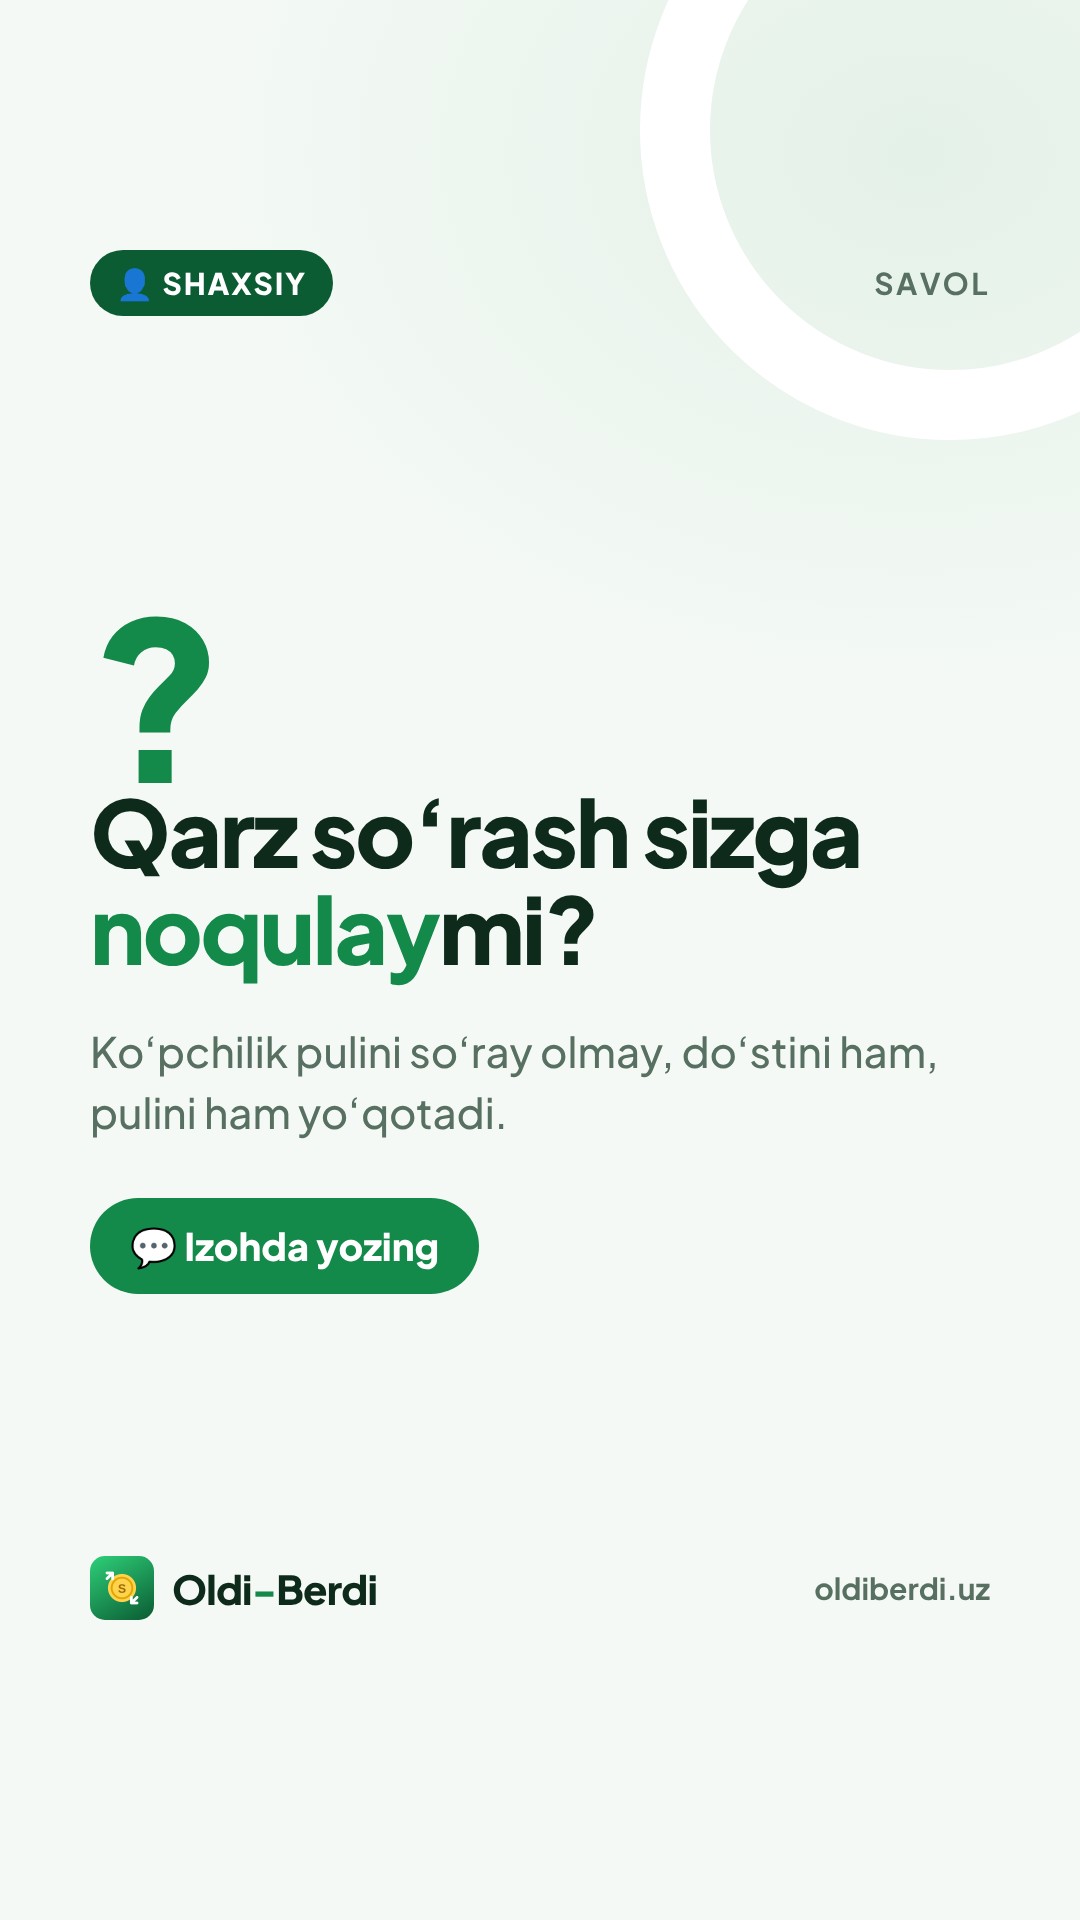 👤 SHAXSIY
SAVOL
?
Qarz so‘rash sizga
noqulaymi?
Ko‘pchilik pulini so‘ray olmay, do‘stini ham,
pulini ham yo‘qotadi.
💬 Izohda yozing
S
Oldi-Berdi
oldiberdi.uz